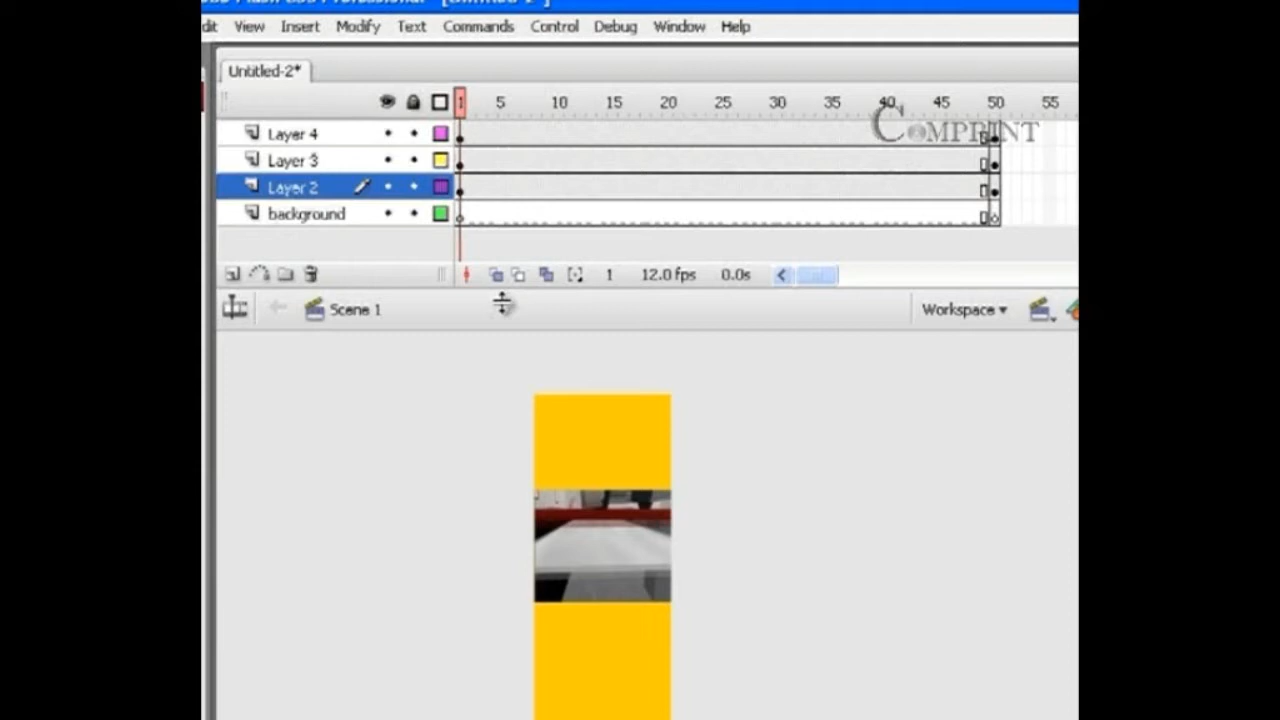 View Insert Modify Text Commands Control Debug Window Help
Untitled-2*
1 5 10 15 20 25 30 35 40 45 50 55
COMPRINT
Layer 4
Layer 3
Layer 2
background
1 12.0 fps 0.0s
Scene 1 Workspace